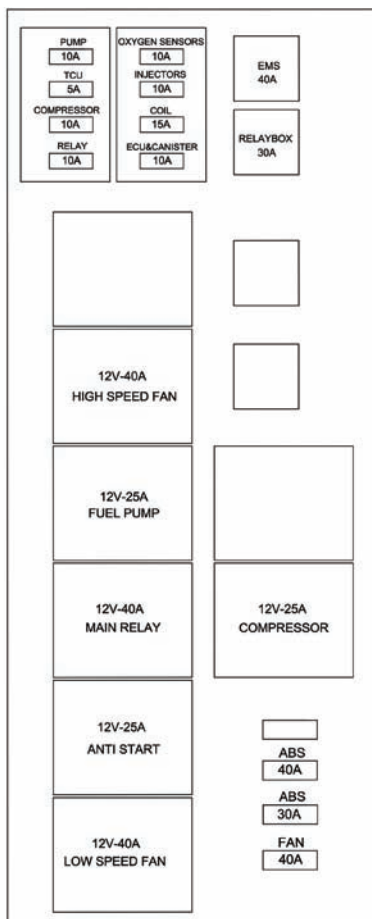 PUMP
10A
TCU
5A
COMPRESSOR
10A
RELAY
10A
OXYGEN SENSORS
10A
INJECTORS
10A
COIL
15A
ECU&CANISTER
10A
EMS
40A
RELAYBOX
30A
12V-40A
HIGH SPEED FAN
12V-25A
FUEL PUMP
12V-40A
MAIN RELAY
12V-25A
COMPRESSOR
12V-25A
ANTI START
12V-40A
LOW SPEED FAN
ABS
40A
ABS
30A
FAN
40A